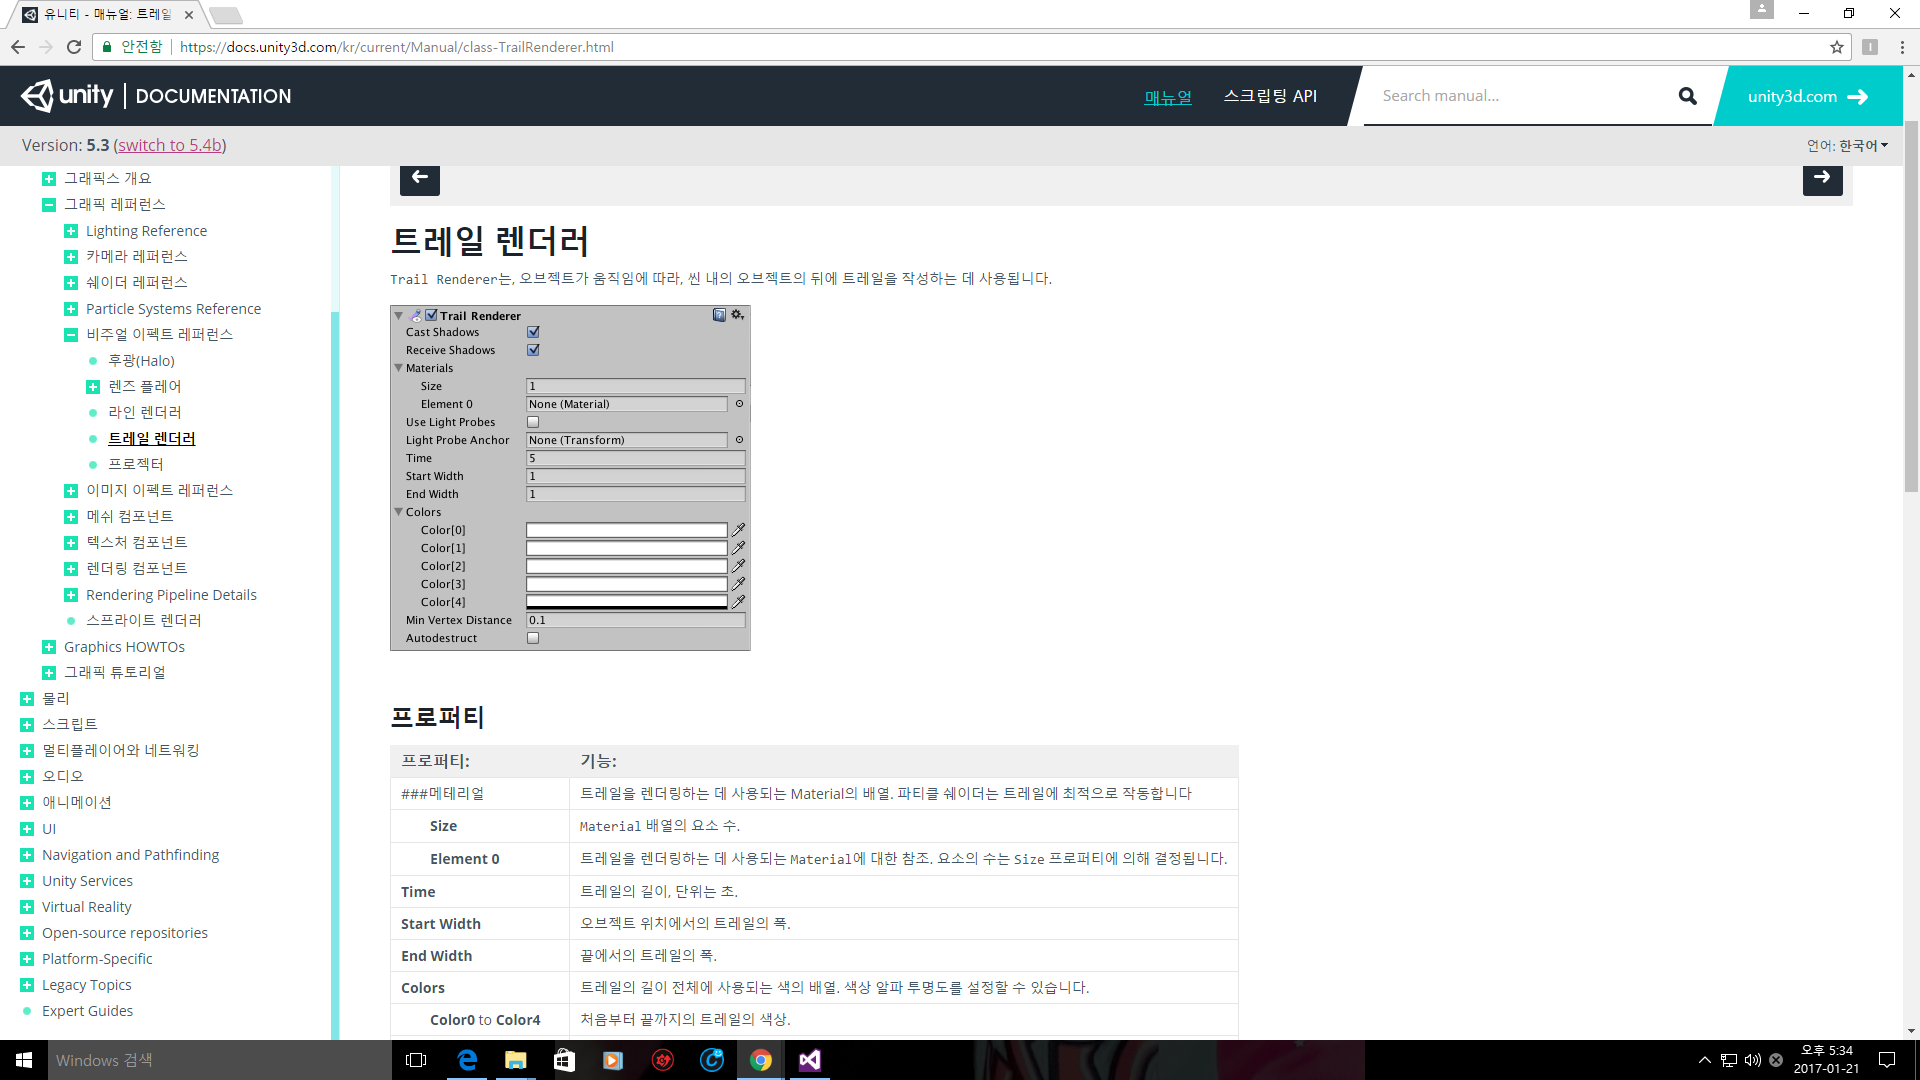 유니티 - 매뉴얼: 트레일
안전함
https://docs.unity3d.com/kr/current/Manual/class-TrailRenderer.html
unity DOCUMENTATION
매뉴얼
스크립팅 API
Search manual...
unity3d.com
Version: 5.3 (switch to 5.4b)
언어: 한국어
그래픽스 개요
그래픽 레퍼런스
Lighting Reference
카메라 레퍼런스
쉐이더 레퍼런스
Particle Systems Reference
비주얼 이펙트 레퍼런스
후광(Halo)
렌즈 플레어
라인 렌더러
트레일 렌더러
프로젝터
이미지 이펙트 레퍼런스
메쉬 컴포넌트
텍스처 컴포넌트
렌더링 컴포넌트
Rendering Pipeline Details
스프라이트 렌더러
Graphics HOWTOs
그래픽 튜토리얼
물리
스크립트
멀티플레이어와 네트워킹
오디오
애니메이션
UI
Navigation and Pathfinding
Unity Services
Virtual Reality
Open-source repositories
Platform-Specific
Legacy Topics
Expert Guides
트레일 렌더러
Trail Renderer는, 오브젝트가 움직임에 따라, 씬 내의 오브젝트의 뒤에 트레일을 작성하는 데 사용됩니다.
Trail Renderer
Cast Shadows
Receive Shadows
Materials
Size 1
Element 0 None (Material)
Use Light Probes
Light Probe Anchor None (Transform)
Time 5
Start Width 1
End Width 1
Colors
Color[0]
Color[1]
Color[2]
Color[3]
Color[4]
Min Vertex Distance 0.1
Autodestruct
프로퍼티
프로퍼티: 기능:
###메테리얼 트레일을 렌더링하는 데 사용되는 Material의 배열. 파티클 쉐이더는 트레일에 최적으로 작동합니다
Size Material 배열의 요소 수.
Element 0 트레일을 렌더링하는 데 사용되는 Material에 대한 참조. 요소의 수는 Size 프로퍼티에 의해 결정됩니다.
Time 트레일의 길이, 단위는 초.
Start Width 오브젝트 위치에서의 트레일의 폭.
End Width 끝에서의 트레일의 폭.
Colors 트레일의 길이 전체에 사용되는 색의 배열. 색상 알파 투명도를 설정할 수 있습니다.
Color0 to Color4 처음부터 끝까지의 트레일의 색상.
Windows 검색
오후 5:34
2017-01-21